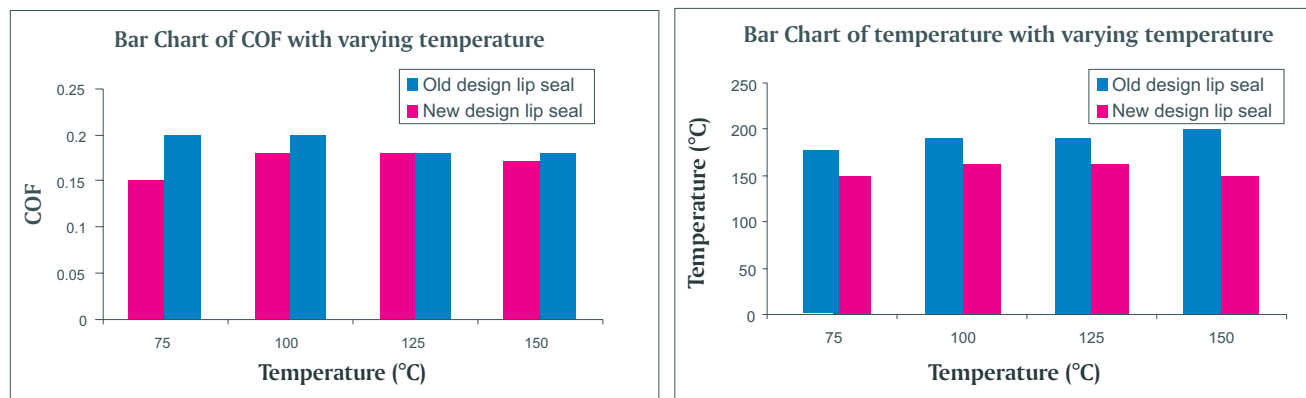 Bar Chart of COF with varying temperature
Old design lip seal
New design lip seal
0.25
0.2
0.15
0.1
0.05
0
COF
75 100 125 150
Temperature (°C)
Bar Chart of temperature with varying temperature
Old design lip seal
New design lip seal
250
200
150
100
50
0
Temperature (°C)
75 100 125 150
Temperature (°C)